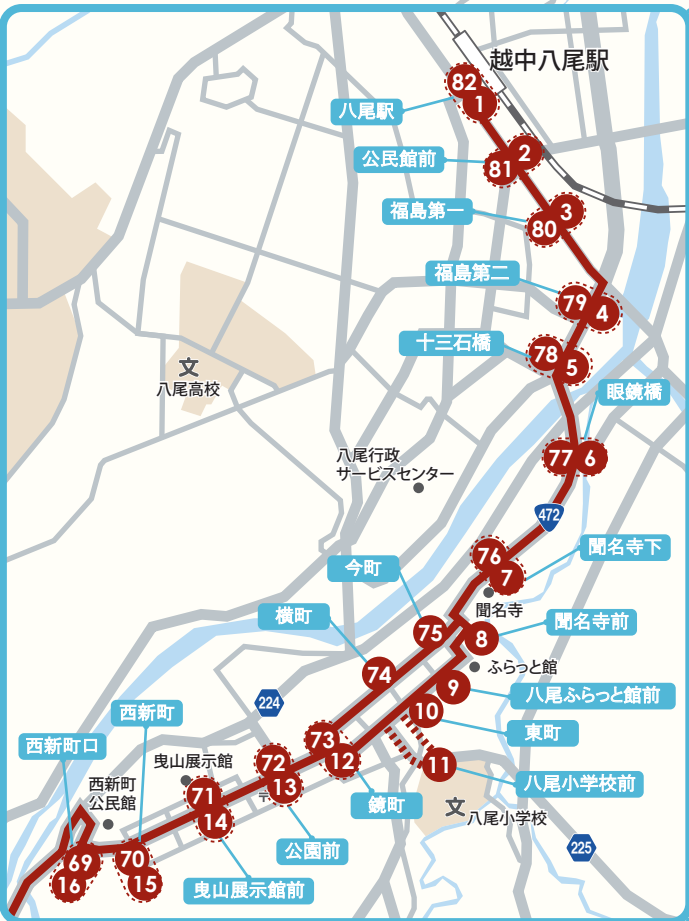 越中八尾駅
82
1
八尾駅
2
公民館前
81
3
福島第一
80
福島第二
79
4
十三石橋
78
5
文
八尾高校
眼鏡橋
八尾行政
サービスセンター
77
6
472
76
聞名寺下
今町
7
聞名寺
横町
75
8
聞名寺前
ふらっと館
74
9
八尾ふらっと館前
224
10
西新町
東町
73
西新町口
曳山展示館
72
12
11
八尾小学校前
西新町
公民館
71
13
鏡町
文
八尾小学校
14
公園前
225
69
70
16
15
曳山展示館前